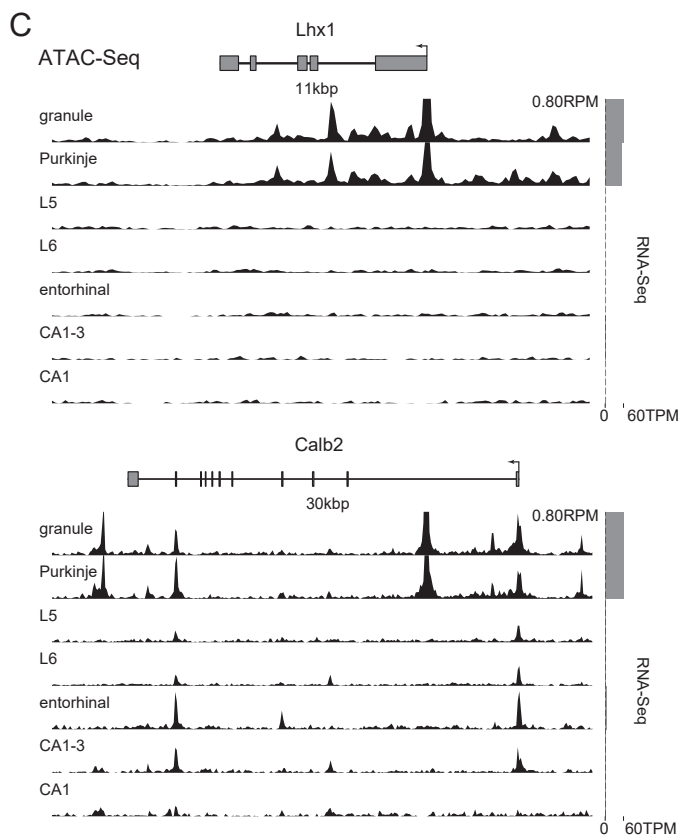 C
Lhx1
ATAC-Seq
11kbp
0.80RPM
granule
Purkinje
L5
L6
entorhinal
CA1-3
CA1
RNA-Seq
0 60TPM
Calb2
30kbp
0.80RPM
granule
Purkinje
L5
L6
entorhinal
CA1-3
CA1
RNA-Seq
0 60TPM